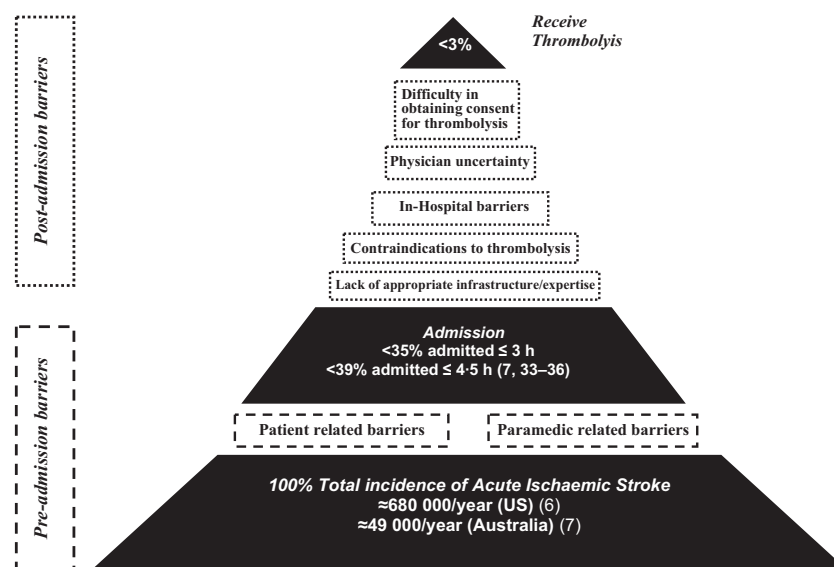 Post-admission barriers
<3%
Receive
Thrombolyis
Difficulty in
obtaining consent
for thrombolysis
Physician uncertainty
In-Hospital barriers
Contraindications to thrombolysis
Lack of appropriate infrastructure/expertise
Pre-admission barriers
Admission
<35% admitted ≤ 3 h
<39% admitted ≤ 4·5 h (7, 33–36)
Patient related barriers
Paramedic related barriers
100% Total incidence of Acute Ischaemic Stroke
≈680 000/year (US) (6)
≈49 000/year (Australia) (7)